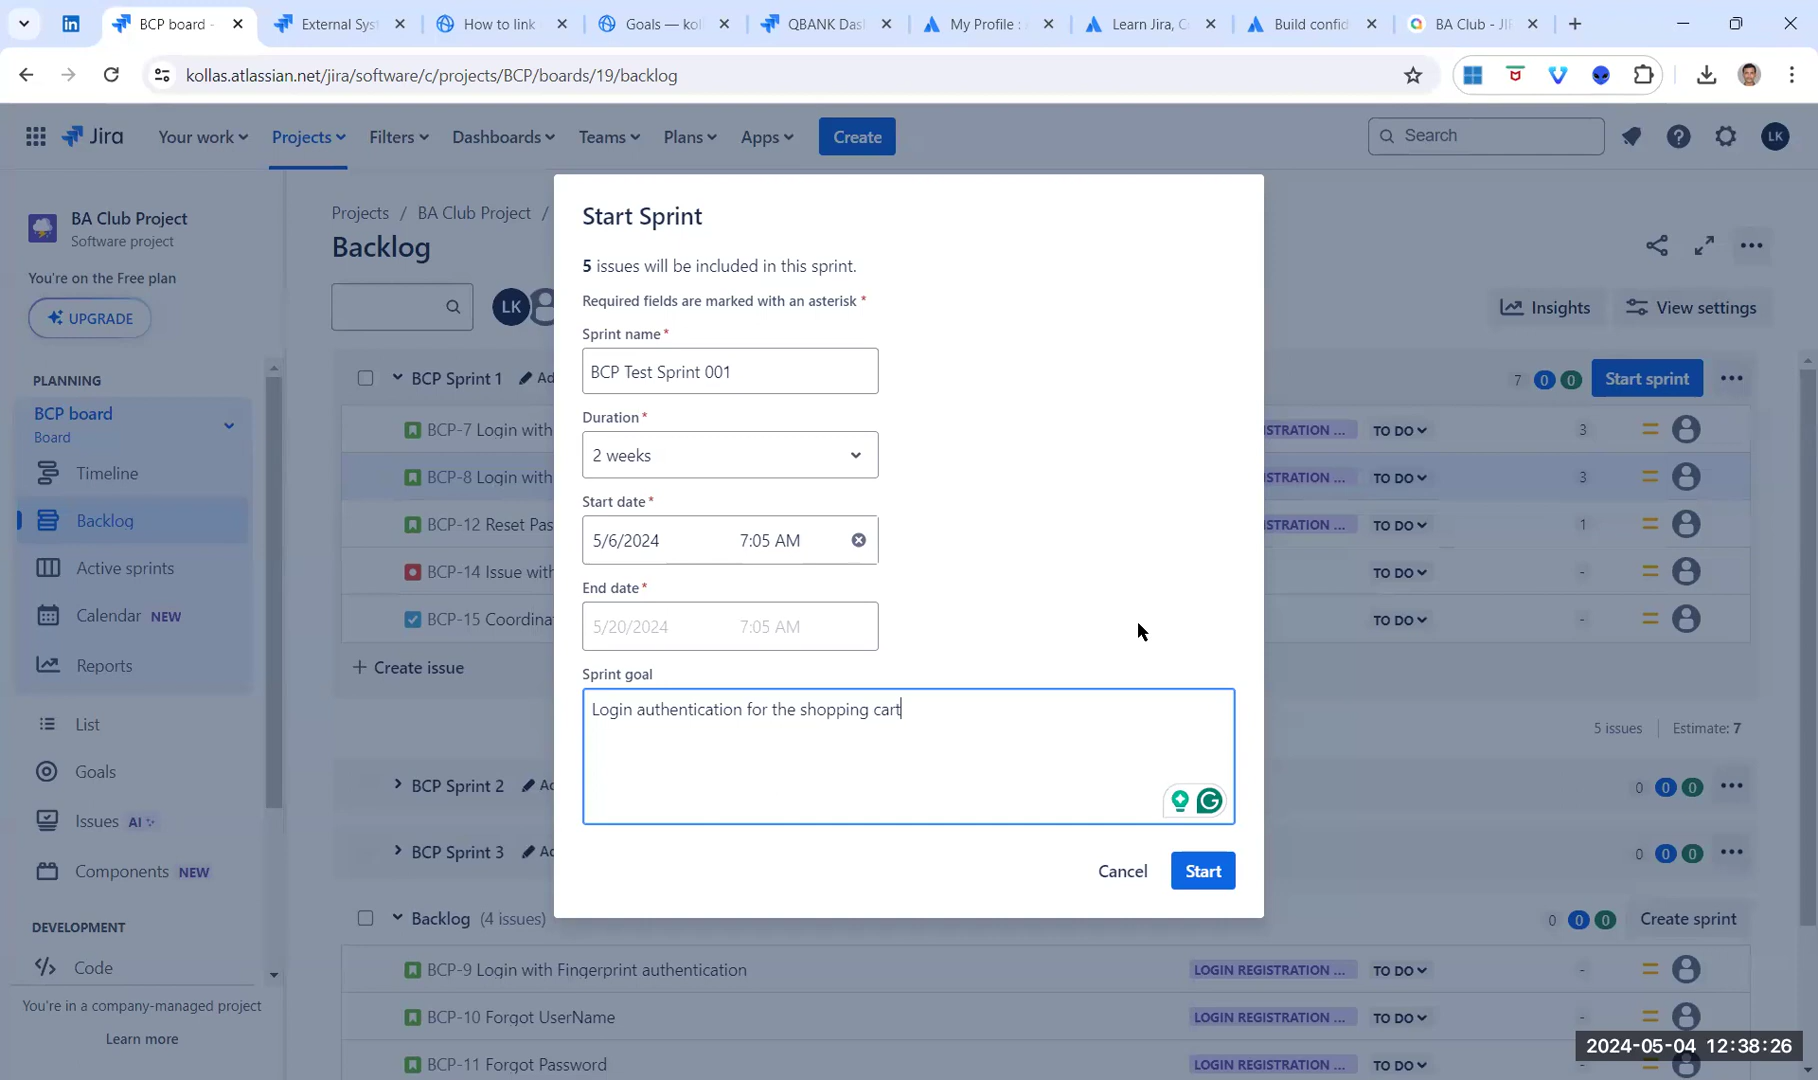 BCP board -
External Sys
How to link
Goals — kol
QBANK Das
My Profile :
Learn Jira, C
Build confid
BA Club - JI
kollas.atlassian.net/jira/software/c/projects/BCP/boards/19/backlog
Jira
Your work
Projects
Filters
Dashboards
Teams
Plans
Apps
Create
Search
LK
BA Club Project
Software project
You're on the Free plan
UPGRADE
PLANNING
BCP board
Board
Timeline
Backlog
Active sprints
Calendar NEW
Reports
List
Goals
Issues AI
Components NEW
DEVELOPMENT
Code
You're in a company-managed project
Learn more
Projects / BA Club Project /
Backlog
LK
Insights
View settings
BCP Sprint 1
7 0 0 Start sprint
BCP-7 Login with ISTRATION ... TO DO 3
BCP-8 Login with ISTRATION ... TO DO 3
BCP-12 Reset Pas ISTRATION ... TO DO 1
BCP-14 Issue with TO DO -
BCP-15 Coordina TO DO -
+ Create issue
5 issues Estimate: 7
BCP Sprint 2 0 0 0
BCP Sprint 3 0 0 0
Backlog (4 issues) 0 0 0 Create sprint
BCP-9 Login with Fingerprint authentication LOGIN REGISTRATION ... TO DO -
BCP-10 Forgot UserName LOGIN REGISTRATION ... TO DO -
BCP-11 Forgot Password LOGIN REGISTRATION ... TO DO
Start Sprint
5 issues will be included in this sprint.
Required fields are marked with an asterisk *
Sprint name *
BCP Test Sprint 001
Duration *
2 weeks
Start date *
5/6/2024 7:05 AM
End date *
5/20/2024 7:05 AM
Sprint goal
Login authentication for the shopping cart
Cancel
Start
2024-05-04 12:38:26